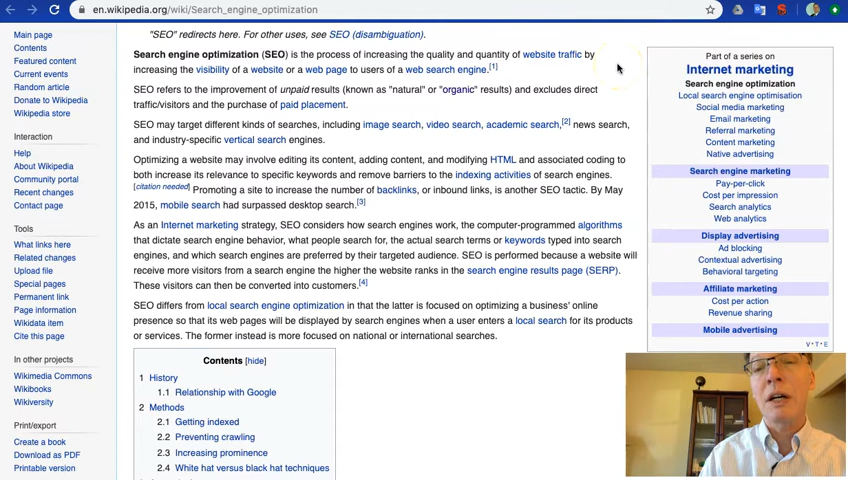 en.wikipedia.org/wiki/Search_engine_optimization
Main page
Contents
Featured content
Current events
Random article
Donate to Wikipedia
Wikipedia store
Interaction
Help
About Wikipedia
Community portal
Recent changes
Contact page
Tools
What links here
Related changes
Upload file
Special pages
Permanent link
Page information
Wikidata item
Cite this page
In other projects
Wikimedia Commons
Wikibooks
Wikiversity
Print/export
Create a book
Download as PDF
Printable version
"SEO" redirects here. For other uses, see SEO (disambiguation).
Search engine optimization (SEO) is the process of increasing the quality and quantity of website traffic by
increasing the visibility of a website or a web page to users of a web search engine.[1]
SEO refers to the improvement of unpaid results (known as "natural" or "organic" results) and excludes direct
traffic/visitors and the purchase of paid placement.
SEO may target different kinds of searches, including image search, video search, academic search,[2] news search,
and industry-specific vertical search engines.
Optimizing a website may involve editing its content, adding content, and modifying HTML and associated coding to
both increase its relevance to specific keywords and remove barriers to the indexing activities of search engines.
[citation needed] Promoting a site to increase the number of backlinks, or inbound links, is another SEO tactic. By May
2015, mobile search had surpassed desktop search.[3]
As an Internet marketing strategy, SEO considers how search engines work, the computer-programmed algorithms
that dictate search engine behavior, what people search for, the actual search terms or keywords typed into search
engines, and which search engines are preferred by their targeted audience. SEO is performed because a website will
receive more visitors from a search engine the higher the website ranks in the search engine results page (SERP).
These visitors can then be converted into customers.[4]
SEO differs from local search engine optimization in that the latter is focused on optimizing a business' online
presence so that its web pages will be displayed by search engines when a user enters a local search for its products
or services. The former instead is more focused on national or international searches.
Contents [hide]
1 History
1.1 Relationship with Google
2 Methods
2.1 Getting indexed
2.2 Preventing crawling
2.3 Increasing prominence
2.4 White hat versus black hat techniques
Part of a series on
Internet marketing
Search engine optimization
Local search engine optimisation
Social media marketing
Email marketing
Referral marketing
Content marketing
Native advertising
Search engine marketing
Pay-per-click
Cost per impression
Search analytics
Web analytics
Display advertising
Ad blocking
Contextual advertising
Behavioral targeting
Affiliate marketing
Cost per action
Revenue sharing
Mobile advertising
V·T·E